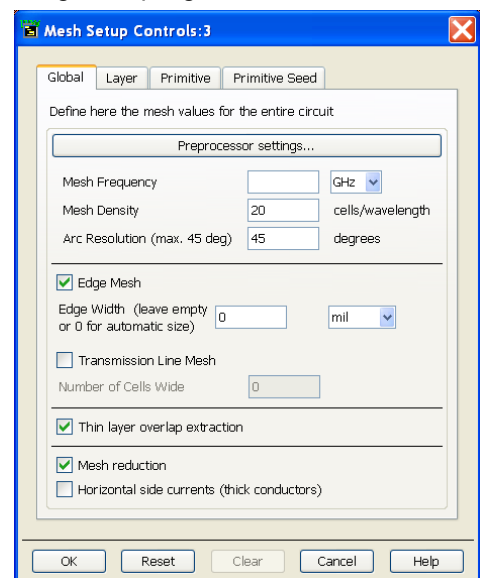 Mesh Setup Controls:3
Global Layer Primitive Primitive Seed
Define here the mesh values for the entire circuit
Preprocessor settings...
Mesh Frequency GHz
Mesh Density 20 cells/wavelength
Arc Resolution (max. 45 deg) 45 degrees
Edge Mesh
Edge Width (leave empty
or 0 for automatic size) 0 mil
Transmission Line Mesh
Number of Cells Wide 0
Thin layer overlap extraction
Mesh reduction
Horizontal side currents (thick conductors)
OK Reset Clear Cancel Help